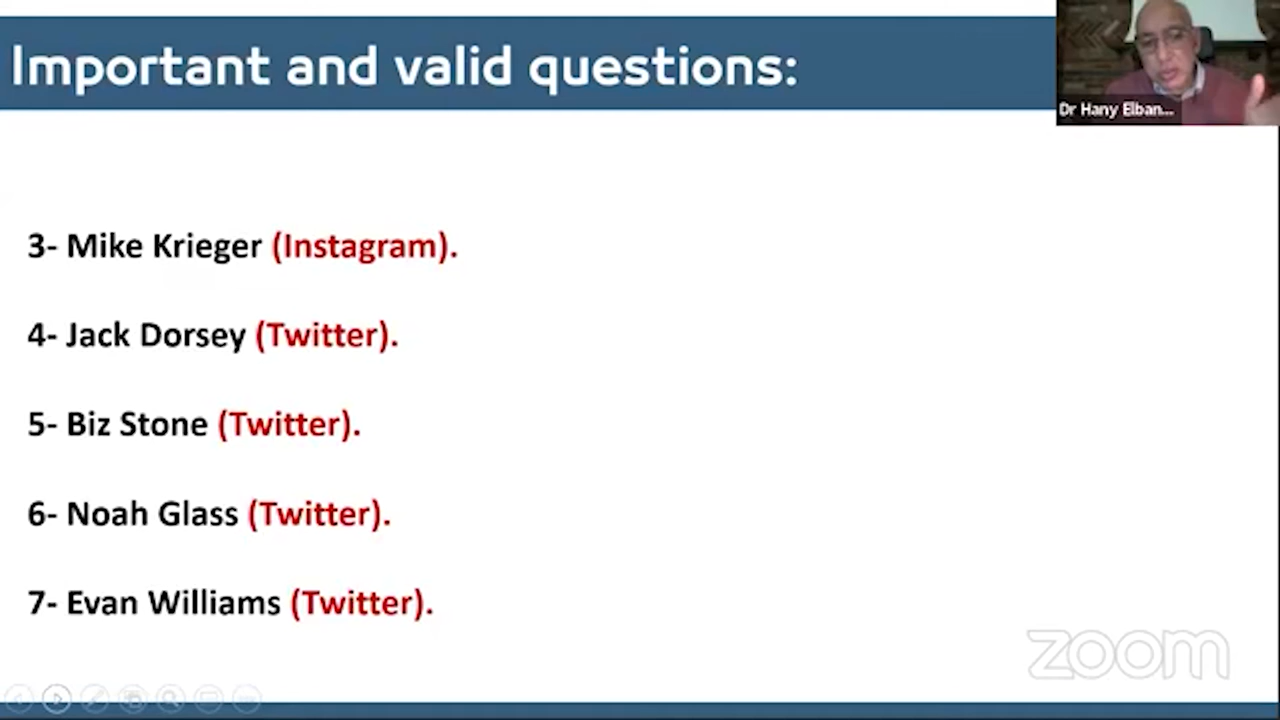 Important and valid questions:
Dr Hany Elban...
3- Mike Krieger (Instagram).
4- Jack Dorsey (Twitter).
5- Biz Stone (Twitter).
6- Noah Glass (Twitter).
7- Evan Williams (Twitter).
zoom